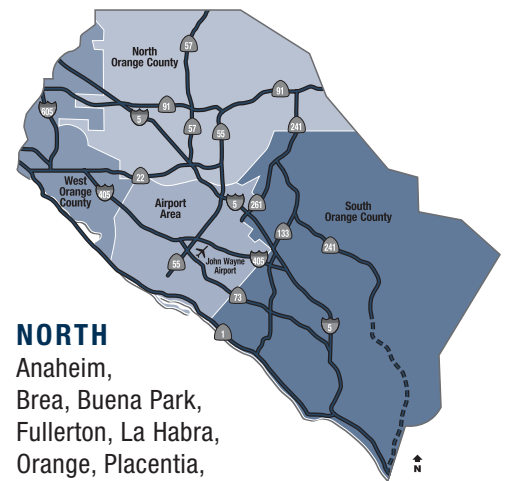 57
North
Orange County
91
91
5
605
57
55
241
22
West
Orange
County
405
Airport
Area
5
261
South
Orange County
133
241
John Wayne
Airport
405
55
73
5
1
NORTH
Anaheim,
Brea, Buena Park,
Fullerton, La Habra,
Orange, Placentia,
N